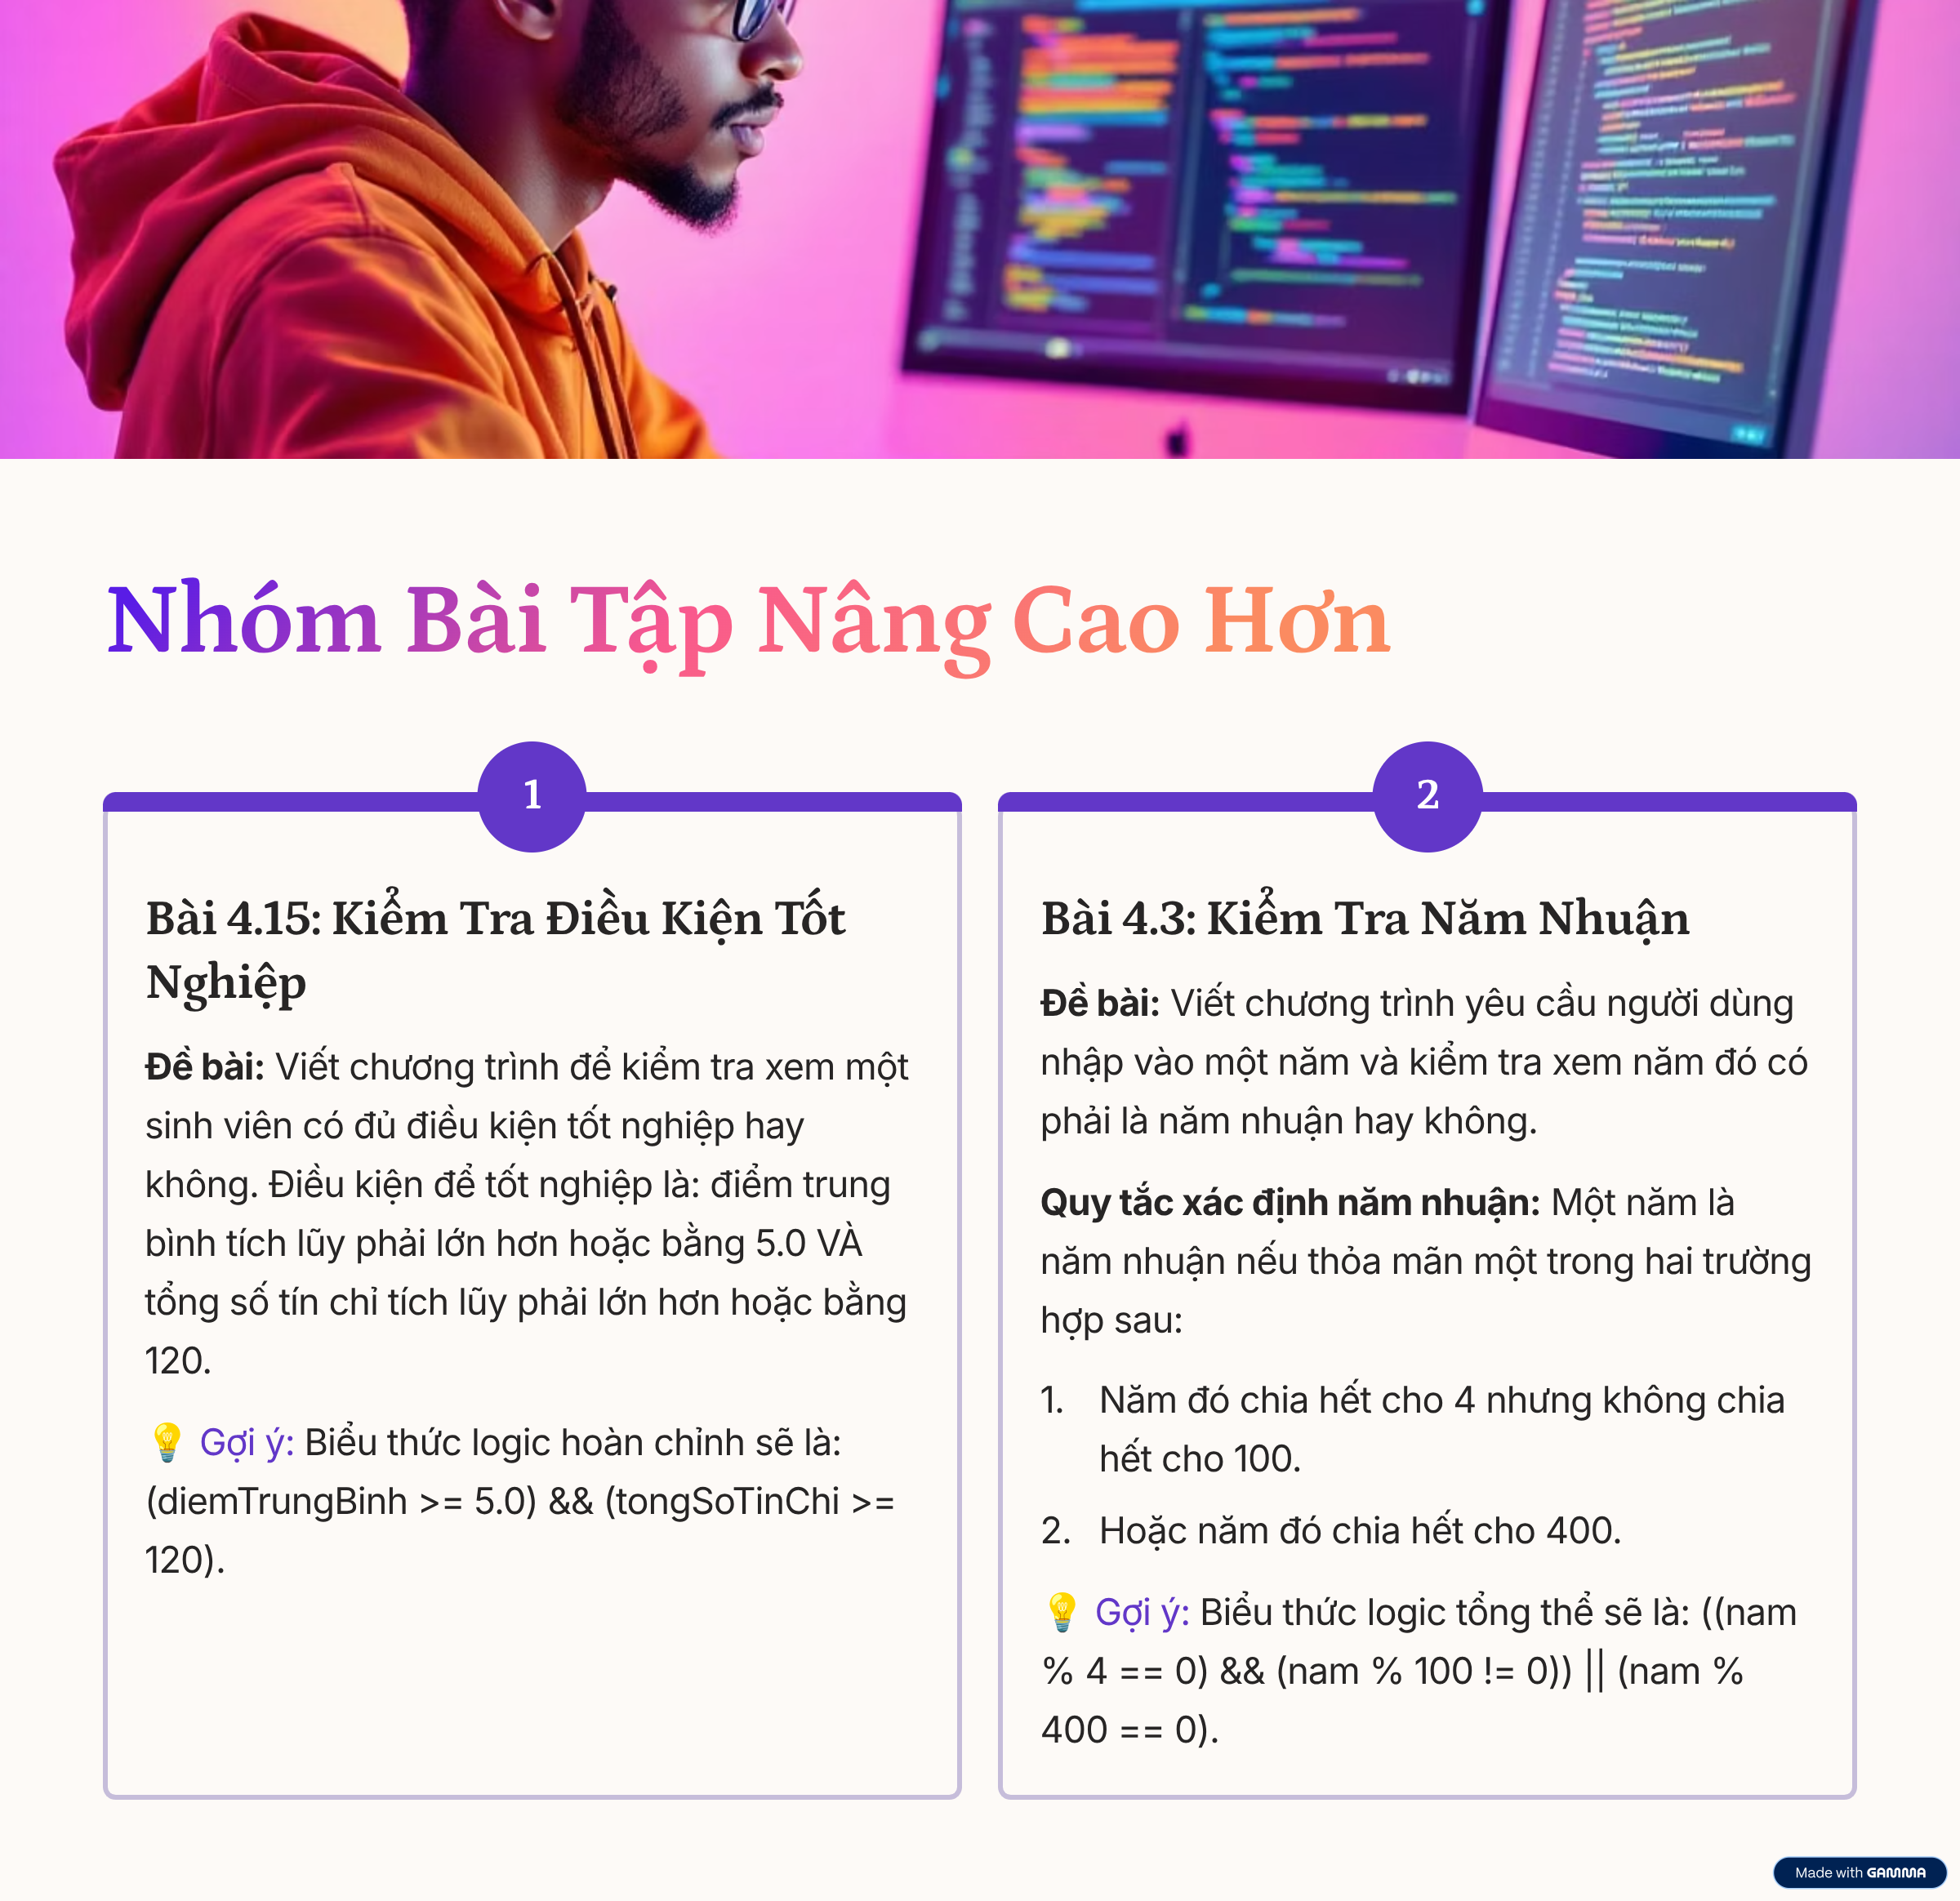 Nhóm Bài Tập Nâng Cao Hơn
1
Bài 4.15: Kiểm Tra Điều Kiện Tốt
Nghiệp
Đề bài: Viết chương trình để kiểm tra xem một
sinh viên có đủ điều kiện tốt nghiệp hay
không. Điều kiện để tốt nghiệp là: điểm trung
bình tích lũy phải lớn hơn hoặc bằng 5.0 VÀ
tổng số tín chỉ tích lũy phải lớn hơn hoặc bằng
120.
💡 Gợi ý: Biểu thức logic hoàn chỉnh sẽ là:
(diemTrungBinh >= 5.0) && (tongSoTinChi >=
120).
2
Bài 4.3: Kiểm Tra Năm Nhuận
Đề bài: Viết chương trình yêu cầu người dùng
nhập vào một năm và kiểm tra xem năm đó có
phải là năm nhuận hay không.
Quy tắc xác định năm nhuận: Một năm là
năm nhuận nếu thỏa mãn một trong hai trường
hợp sau:
1. Năm đó chia hết cho 4 nhưng không chia
hết cho 100.
2. Hoặc năm đó chia hết cho 400.
💡 Gợi ý: Biểu thức logic tổng thể sẽ là: ((nam
% 4 == 0) && (nam % 100 != 0)) || (nam %
400 == 0).
Made with GAMMA